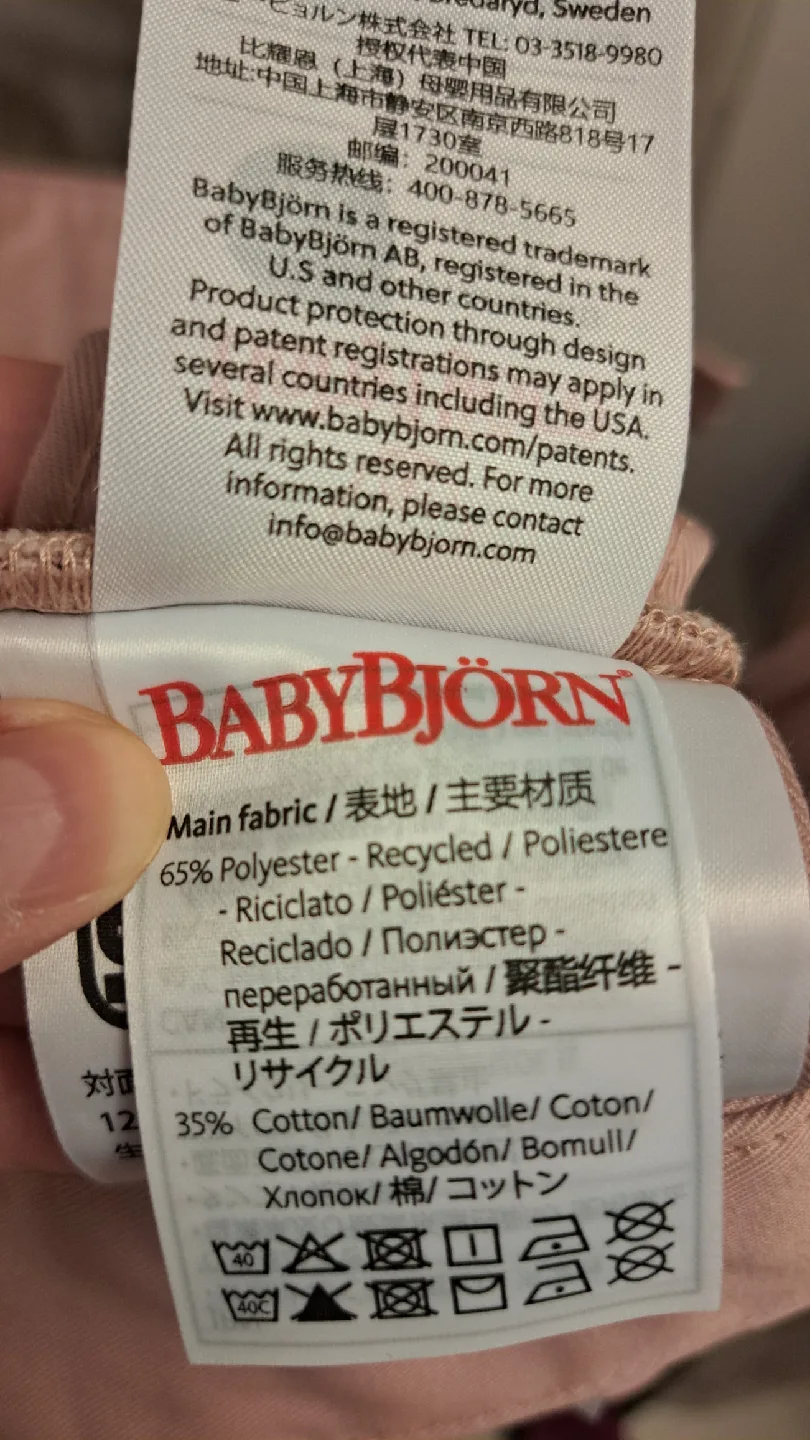 Bredaryd, Sweden
ビョルン株式会社 TEL: 03-3518-9980
授权代表中国
比耀恩（上海）母婴用品有限公司
地址:中国上海市静安区南京西路818号17
层1730室
邮编：200041
服务热线：400-878-5665
BabyBjörn is a registered trademark
of BabyBjörn AB, registered in the
U.S and other countries.
Product protection through design
and patent registrations may apply in
several countries including the USA.
Visit www.babybjorn.com/patents.
All rights reserved. For more
information, please contact
info@babybjorn.com
BABYBJÖRN®
Main fabric / 表地 / 主要材质
65% Polyester - Recycled / Poliestere
- Riciclato / Poliéster -
Reciclado / Полиэстер -
переработанный / 聚酯纤维 -
再生 / ポリエステル -
リサイクル
35% Cotton/ Baumwolle/ Coton/
Cotone/ Algodón/ Bomull/
Хлопок/ 棉/ コットン
40
40C
対面
12
生